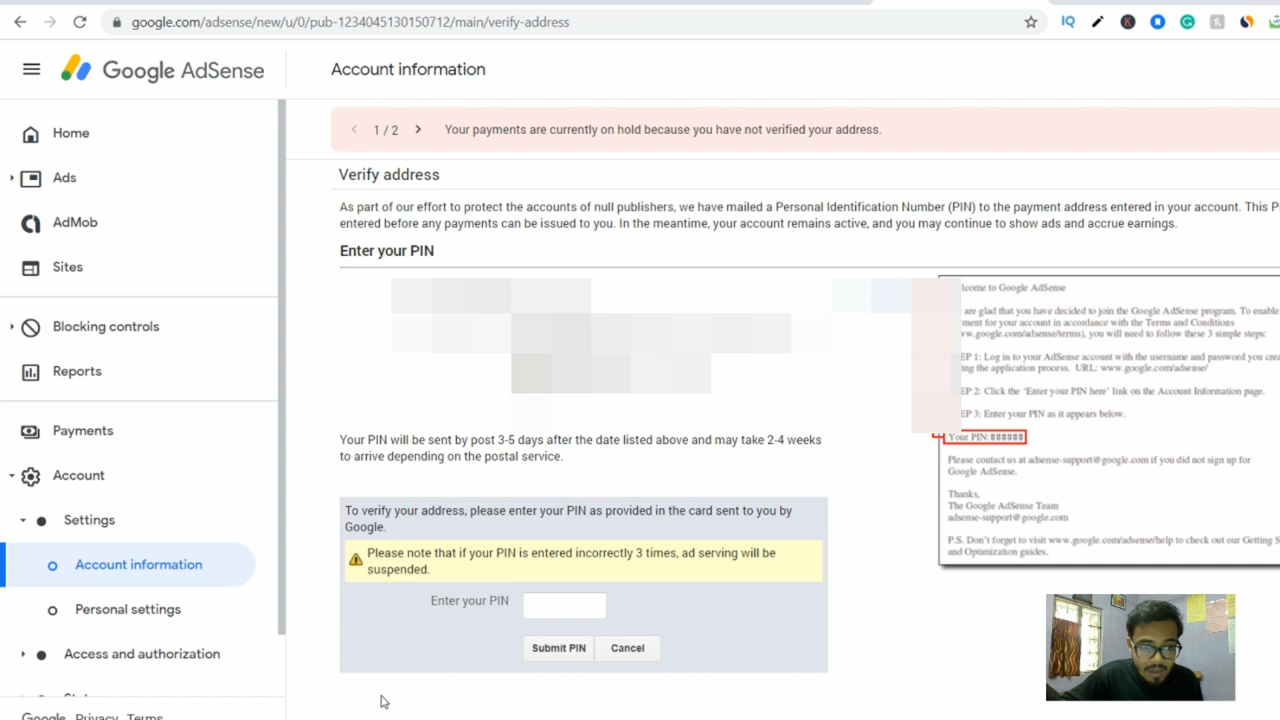 google.com/adsense/new/u/0/pub-1234045130150712/main/verify-address
IQ
Google AdSense
Account information
Home
Ads
AdMob
Sites
Blocking controls
Reports
Payments
Account
Settings
Account information
Personal settings
Access and authorization
Google Privacy Terms
1 / 2
Your payments are currently on hold because you have not verified your address.
Verify address
As part of our effort to protect the accounts of null publishers, we have mailed a Personal Identification Number (PIN) to the payment address entered in your account. This
entered before any payments can be issued to you. In the meantime, your account remains active, and you may continue to show ads and accrue earnings.
Enter your PIN
Your PIN will be sent by post 3-5 days after the date listed above and may take 2-4 weeks
to arrive depending on the postal service.
To verify your address, please enter your PIN as provided in the card sent to you by
Google.
Please note that if your PIN is entered incorrectly 3 times, ad serving will be
suspended.
Enter your PIN
Submit PIN
Cancel
to Google AdSense
are glad that you have decided to join the Google AdSense program. To enable
for your account in accordance with the Terms and Conditions
you will need to follow these 3 simple steps:
1: Log in to your AdSense account with the username and password you
the application process. URL: www.google.com/adsense/
2: Click the 'Enter your PIN here' link on the Account Information page.
3: Enter your PIN as it appears below.
Your PIN:######
Please contact us at adsense-support@google.com if you did not sign up for
Google AdSense.
Thanks,
The Google AdSense Team
adsense-support@google.com
P.S. Don't forget to visit www.google.com/adsense/help to check out our Getting
and Optimization guides.